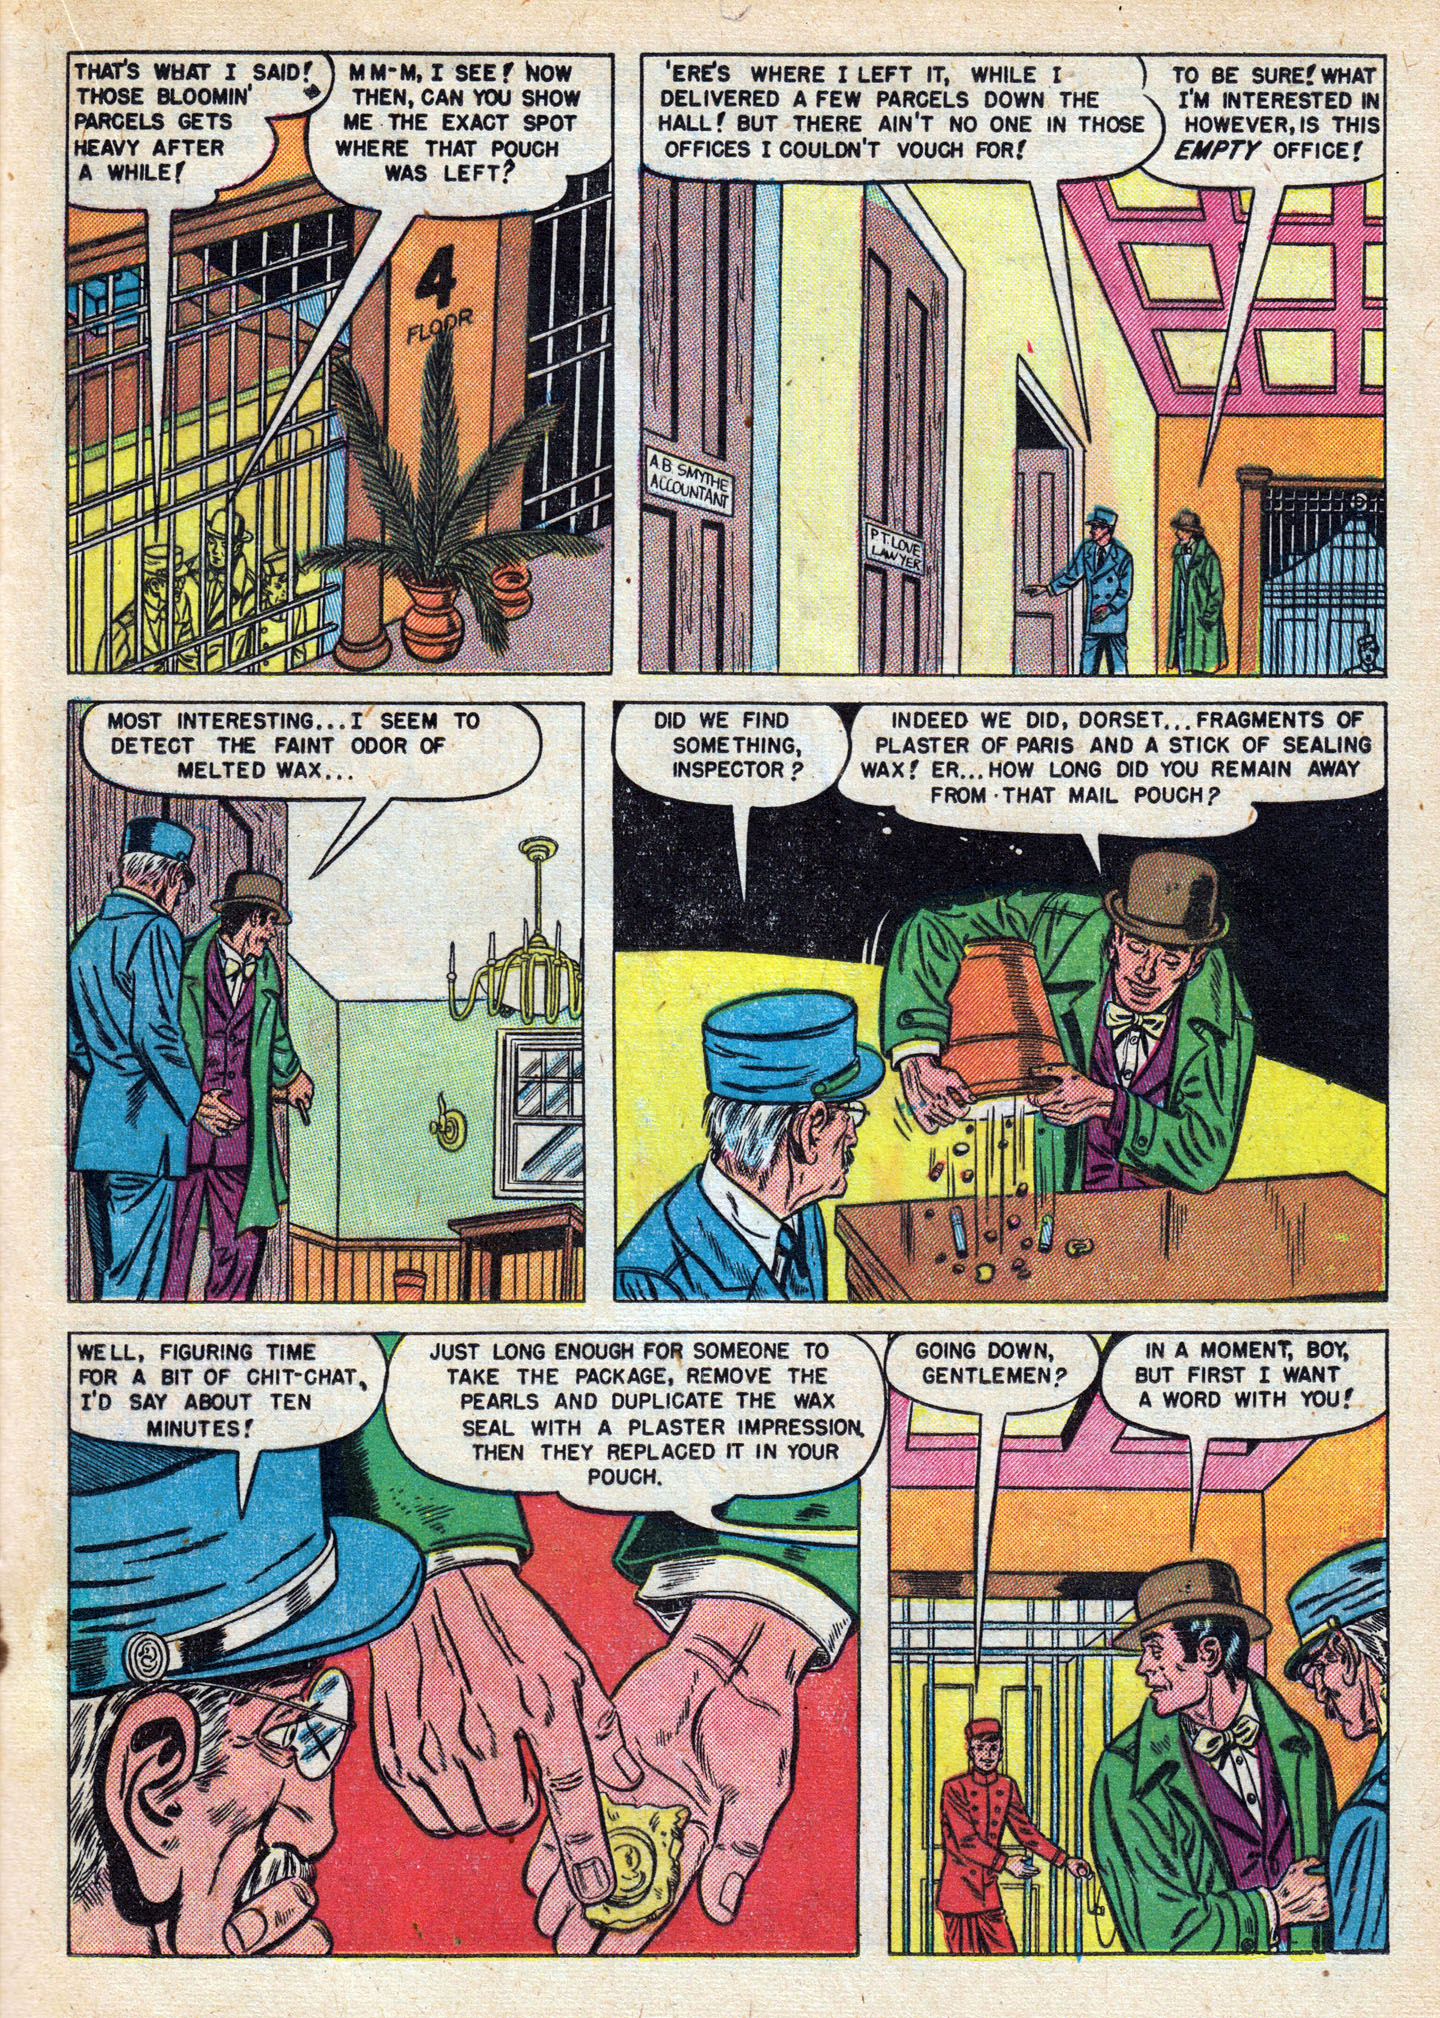 THAT'S WHAT I SAID!
THOSE BLOOMIN'
PARCELS GETS
HEAVY AFTER
A WHILE!
MM-M, I SEE! NOW
THEN, CAN YOU SHOW
ME THE EXACT SPOT
WHERE THAT POUCH
WAS LEFT?
4
FLOOR
'ERE'S WHERE I LEFT IT, WHILE I
DELIVERED A FEW PARCELS DOWN THE
HALL! BUT THERE AIN'T NO ONE IN THOSE
OFFICES I COULDN'T VOUCH FOR!
TO BE SURE! WHAT
I'M INTERESTED IN
HOWEVER, IS THIS
EMPTY OFFICE!
A.B. SMYTHE
ACCOUNTANT
P.T. LOVE
LAWYER
MOST INTERESTING...I SEEM TO
DETECT THE FAINT ODOR OF
MELTED WAX...
DID WE FIND
SOMETHING,
INSPECTOR?
INDEED WE DID, DORSET...FRAGMENTS OF
PLASTER OF PARIS AND A STICK OF SEALING
WAX! ER...HOW LONG DID YOU REMAIN AWAY
FROM THAT MAIL POUCH?
WELL, FIGURING TIME
FOR A BIT OF CHIT-CHAT,
I'D SAY ABOUT TEN
MINUTES!
JUST LONG ENOUGH FOR SOMEONE TO
TAKE THE PACKAGE, REMOVE THE
PEARLS AND DUPLICATE THE WAX
SEAL WITH A PLASTER IMPRESSION,
THEN THEY REPLACED IT IN YOUR
POUCH.
GOING DOWN,
GENTLEMEN?
IN A MOMENT, BOY,
BUT FIRST I WANT
A WORD WITH YOU!